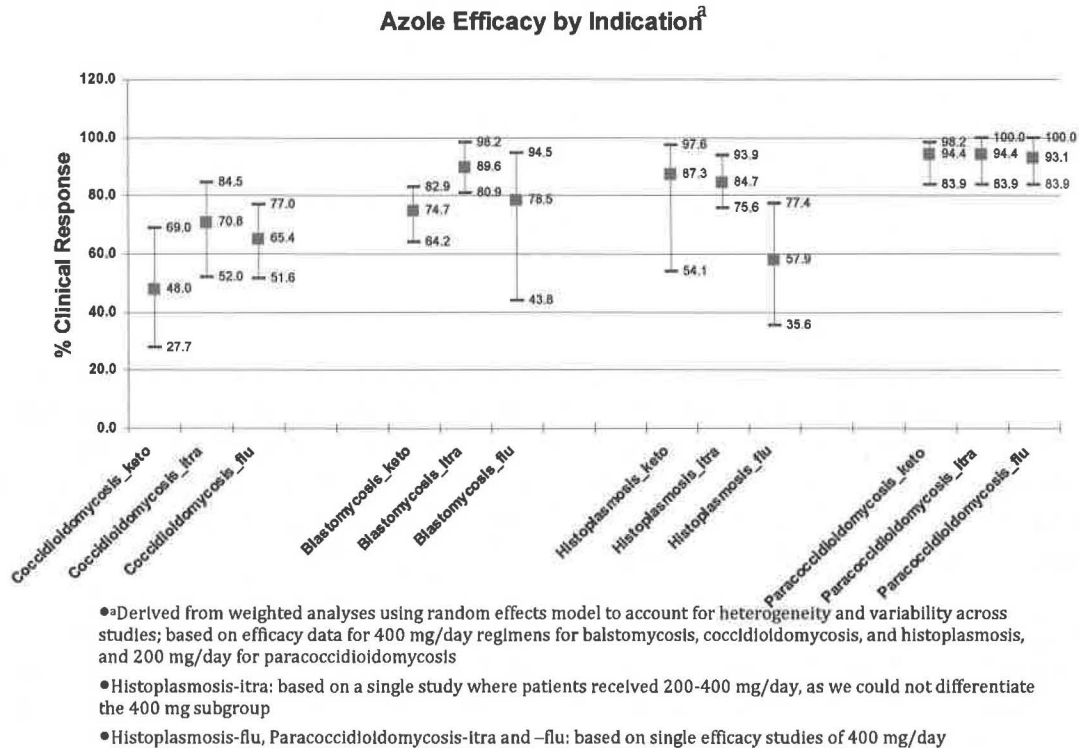 Azole Efficacy by Indicationª
120.0
100.0
80.0
60.0
40.0
20.0
0.0
% Clinical Response
69.0
48.0
27.7
84.5
70.8
52.0
77.0
65.4
51.6
82.9
74.7
64.2
98.2
89.6
80.9
94.5
78.5
43.8
97.6
87.3
54.1
93.9
84.7
75.6
77.4
57.9
35.6
98.2
94.4
83.9
100.0
94.4
83.9
100.0
93.1
83.9
Coccidioidomycosis_keto
Coccidioidomycosis_itra
Coccidioidomycosis_flu
Blastomycosis_keto
Blastomycosis_itra
Blastomycosis_flu
Histoplasmosis_keto
Histoplasmosis_itra
Histoplasmosis_flu
Paracoccidioidomycosis_keto
Paracoccidioidomycosis_itra
Paracoccidioidomycosis_flu
●ªDerived from weighted analyses using random effects model to account for heterogeneity and variability across
studies; based on efficacy data for 400 mg/day regimens for balstomycosis, coccidioidomycosis, and histoplasmosis,
and 200 mg/day for paracoccidioidomycosis
●Histoplasmosis-itra: based on a single study where patients received 200-400 mg/day, as we could not differentiate
the 400 mg subgroup
●Histoplasmosis-flu, Paracoccidioidomycosis-itra and –flu: based on single efficacy studies of 400 mg/day